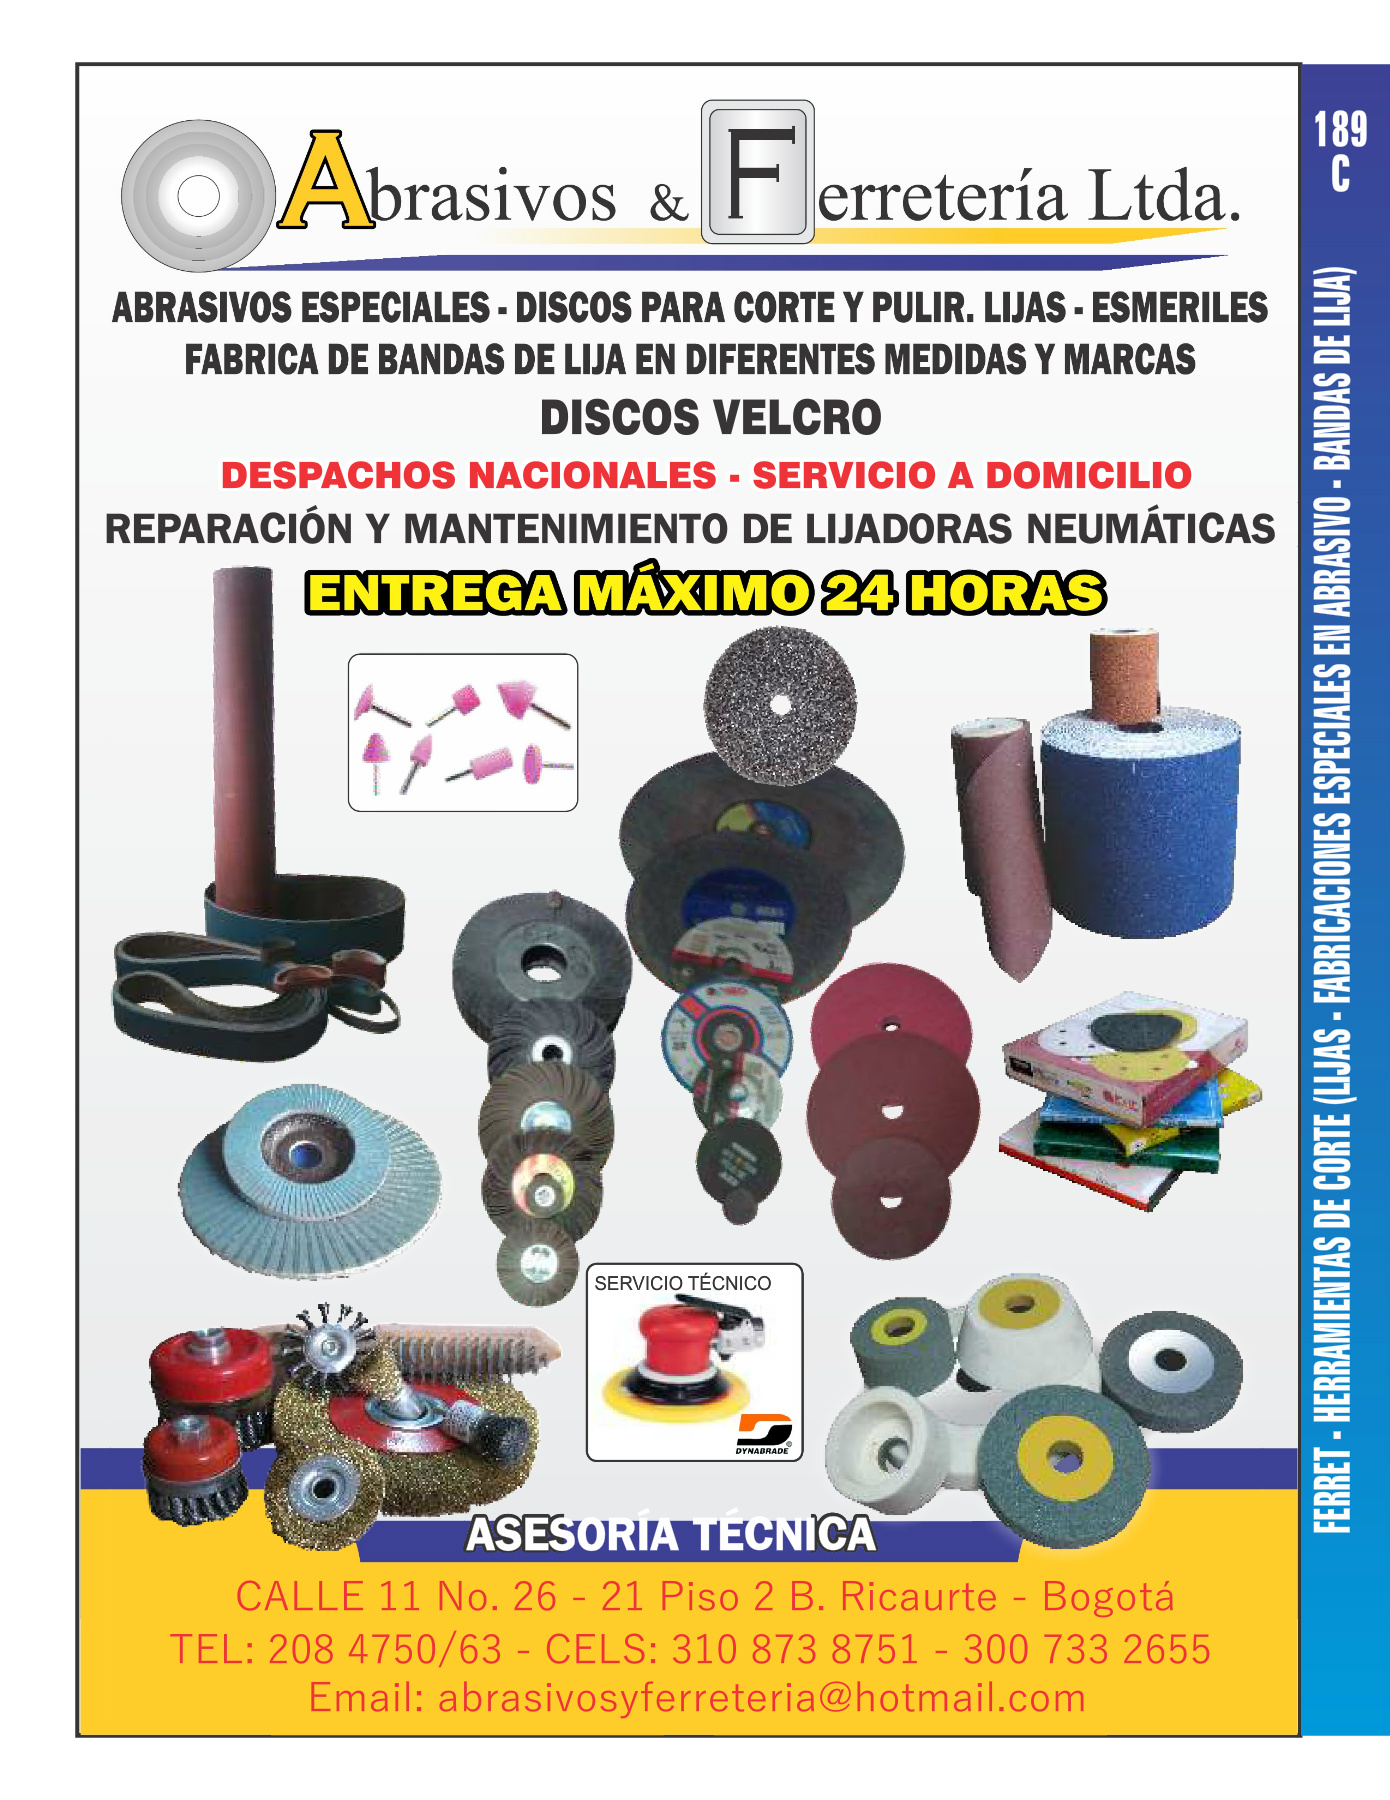 Abrasivos & Ferretería Ltda.
ABRASIVOS ESPECIALES - DISCOS PARA CORTE Y PULIR. LIJAS - ESMERILES
FABRICA DE BANDAS DE LIJA EN DIFERENTES MEDIDAS Y MARCAS
DISCOS VELCRO
DESPACHOS NACIONALES - SERVICIO A DOMICILIO
REPARACIÓN Y MANTENIMIENTO DE LIJADORAS NEUMÁTICAS
ENTREGA MÁXIMO 24 HORAS
SERVICIO TÉCNICO
DYNABRADE®
ASESORÍA TÉCNICA
CALLE 11 No. 26 - 21 Piso 2 B. Ricaurte - Bogotá
TEL: 208 4750/63 - CELS: 310 873 8751 - 300 733 2655
Email: abrasivosyferreteria@hotmail.com
189
C
FERRET - HERRAMIENTAS DE CORTE (LIJAS - FABRICACIONES ESPECIALES EN ABRASIVO - BANDAS DE LIJA)